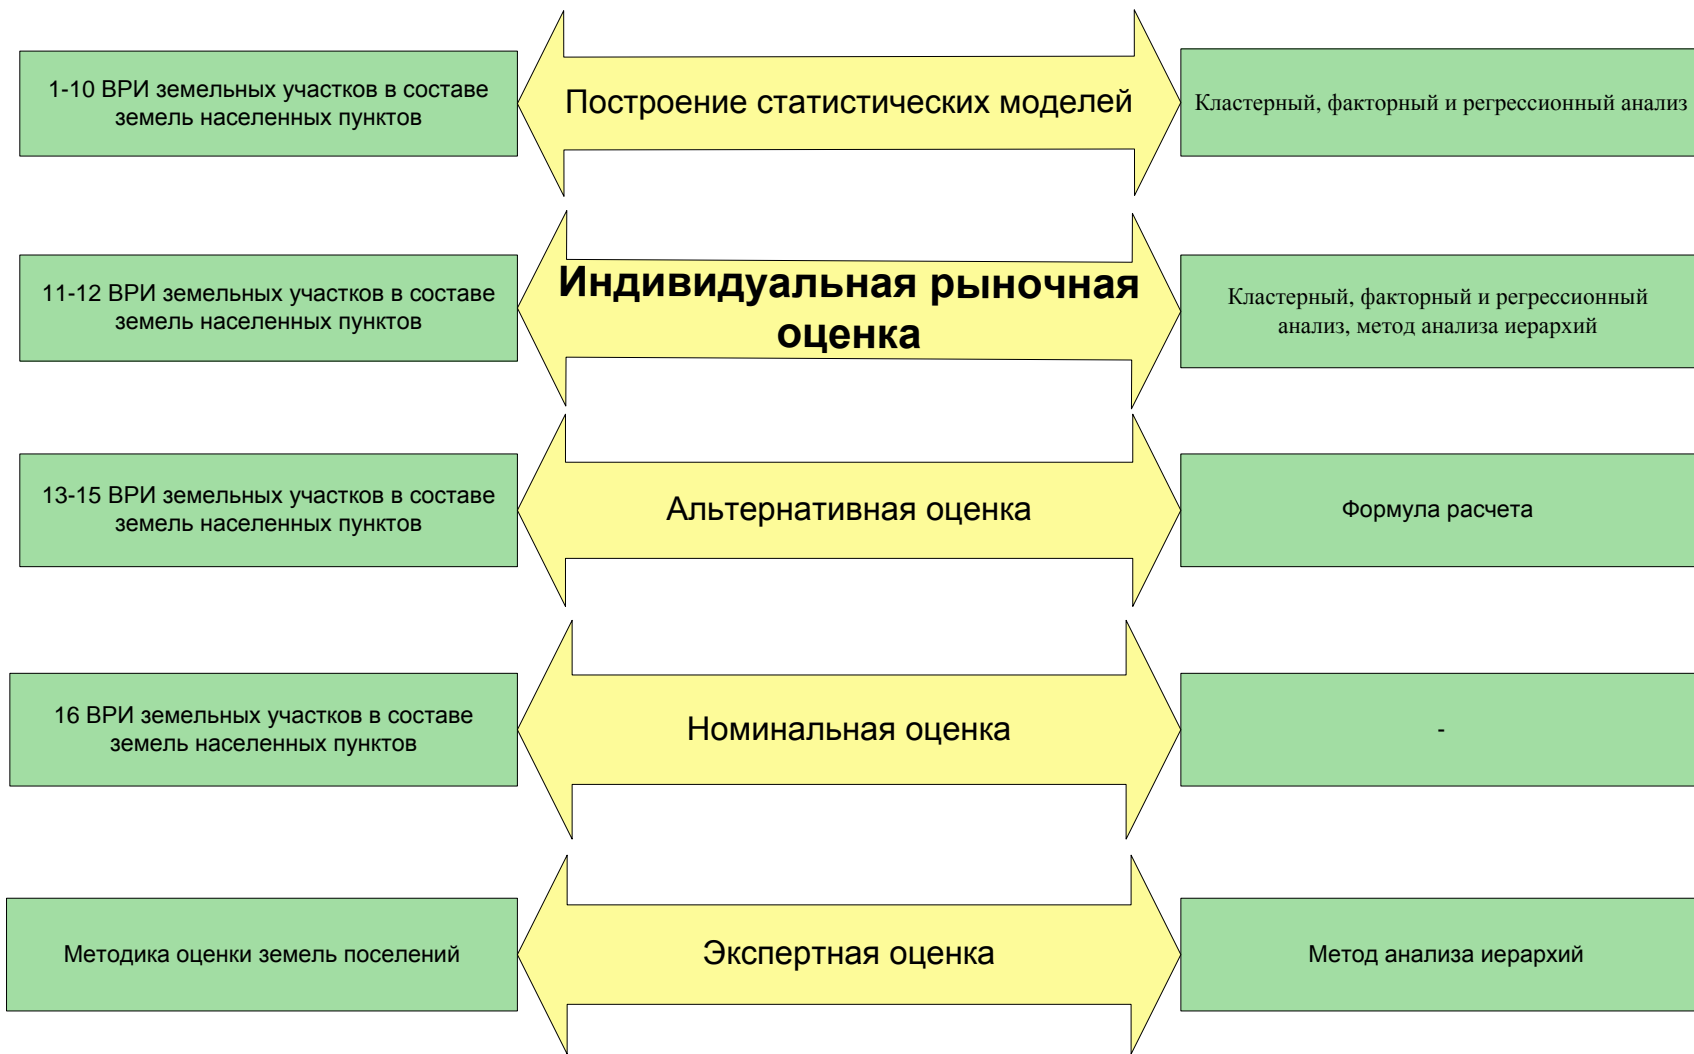 1-10 ВРИ земельных участков в составе
земель населенных пунктов
Построение статистических моделей
Кластерный, факторный и регрессионный анализ
11-12 ВРИ земельных участков в составе
земель населенных пунктов
Индивидуальная рыночная
оценка
Кластерный, факторный и регрессионный
анализ, метод анализа иерархий
13-15 ВРИ земельных участков в составе
земель населенных пунктов
Альтернативная оценка
Формула расчета
16 ВРИ земельных участков в составе
земель населенных пунктов
Номинальная оценка
-
Методика оценки земель поселений
Экспертная оценка
Метод анализа иерархий